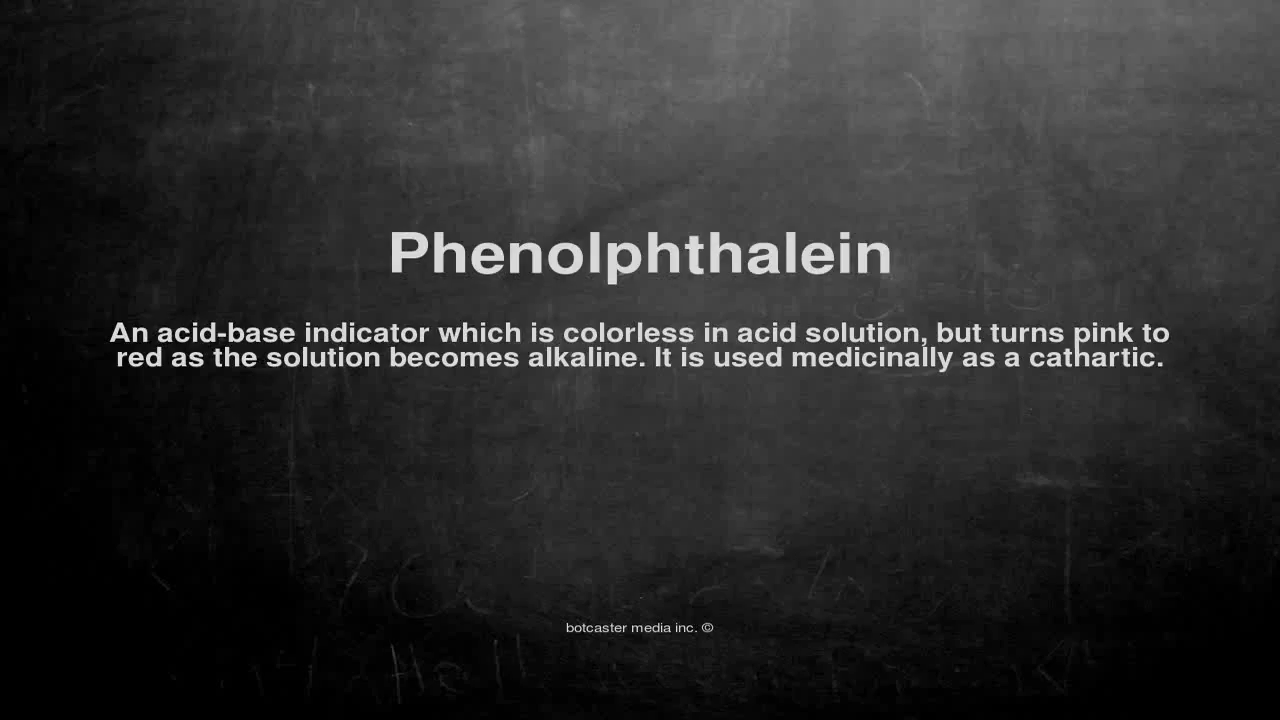 Phenolphthalein
An acid-base indicator which is colorless in acid solution, but turns pink to
red as the solution becomes alkaline. It is used medicinally as a cathartic.
botcaster media inc. ©